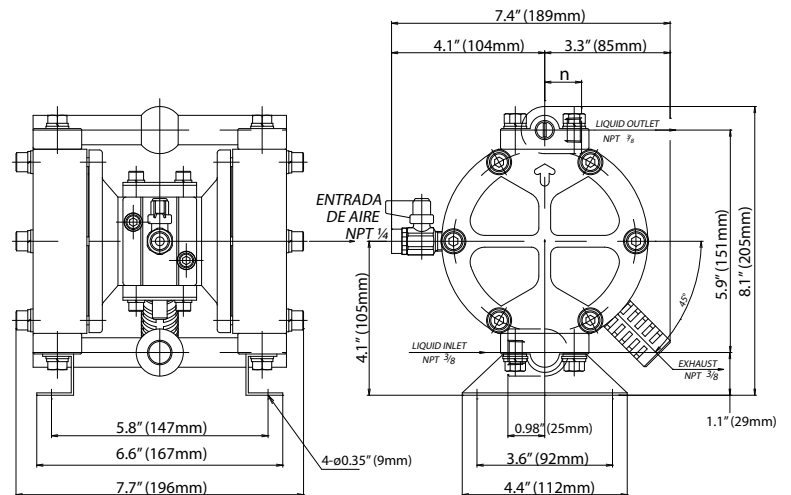 7.4” (189mm)
4.1” (104mm)
3.3” (85mm)
n
LIQUID OUTLET
NPT ⅜
ENTRADA
DE AIRE
NPT ¼
4.1” (105mm)
5.9” (151mm)
8.1” (205mm)
45°
LIQUID INLET
NPT 3/8
EXHAUST
NPT 3/8
1.1” (29mm)
0.98” (25mm)
5.8” (147mm)
6.6” (167mm)
7.7” (196mm)
4-ø0.35” (9mm)
3.6” (92mm)
4.4” (112mm)